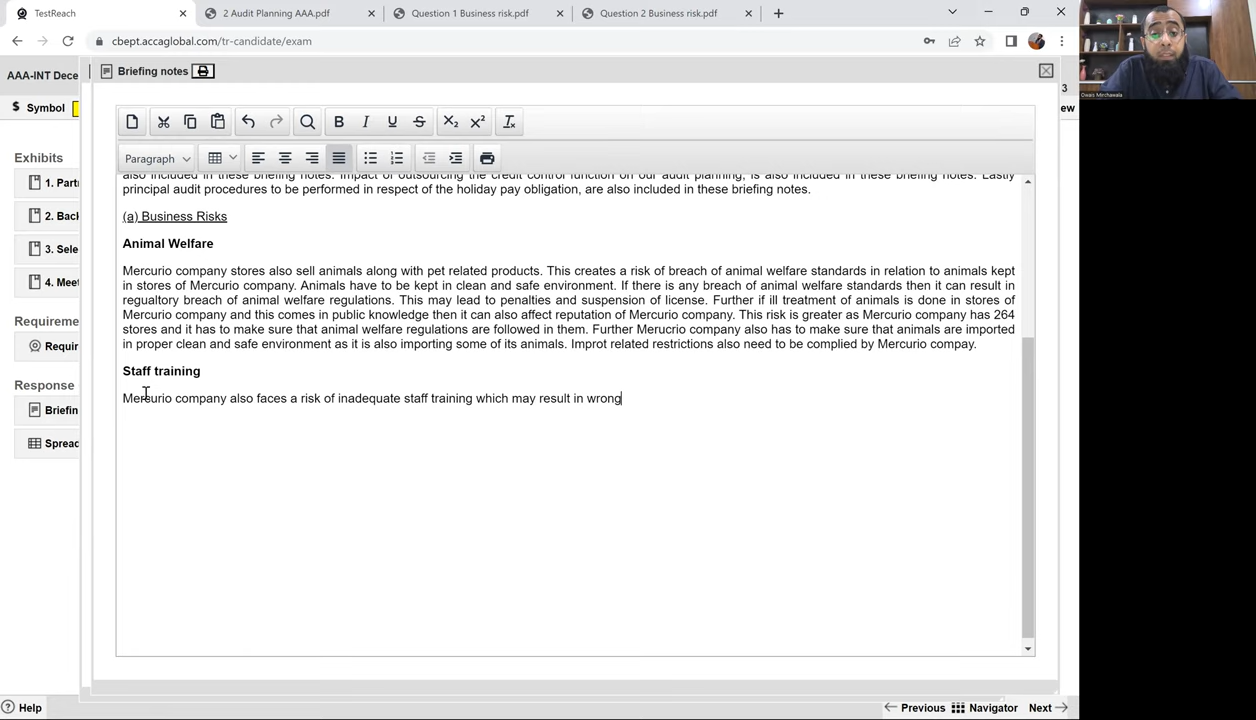 TestReach
2 Audit Planning AAA.pdf
Question 1 Business risk.pdf
Question 2 Business risk.pdf
cbept.accaglobal.com/tr-candidate/exam
AAA-INT Dece
Briefing notes
3
$ Symbol
ew
Exhibits
1. Part
2. Back
3. Sele
4. Meet
Requireme
Requir
Response
Briefin
Spread
Paragraph
also included in these briefing notes. Impact of outsourcing the credit control function on our audit planning, is also included in these briefing notes. Lastly
principal audit procedures to be performed in respect of the holiday pay obligation, are also included in these briefing notes.
(a) Business Risks
Animal Welfare
Mercurio company stores also sell animals along with pet related products. This creates a risk of breach of animal welfare standards in relation to animals kept
in stores of Mercurio company. Animals have to be kept in clean and safe environment. If there is any breach of animal welfare standards then it can result in
regualtory breach of animal welfare regulations. This may lead to penalties and suspension of license. Further if ill treatment of animals is done in stores of
Mercurio company and this comes in public knowledge then it can also affect reputation of Mercurio company. This risk is greater as Mercurio company has 264
stores and it has to make sure that animal welfare regulations are followed in them. Further Merucrio company also has to make sure that animals are imported
in proper clean and safe environment as it is also importing some of its animals. Improt related restrictions also need to be complied by Mercurio compay.
Staff training
Mercurio company also faces a risk of inadequate staff training which may result in wrong
Help
Previous
Navigator
Next
Owais Mirchawala